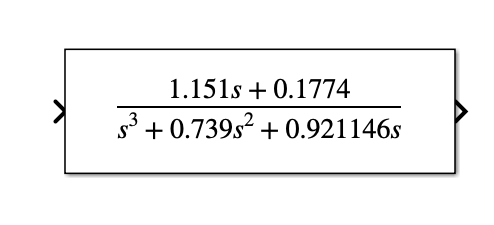 1.151s + 0.1774
s³ + 0.739s² + 0.921146s